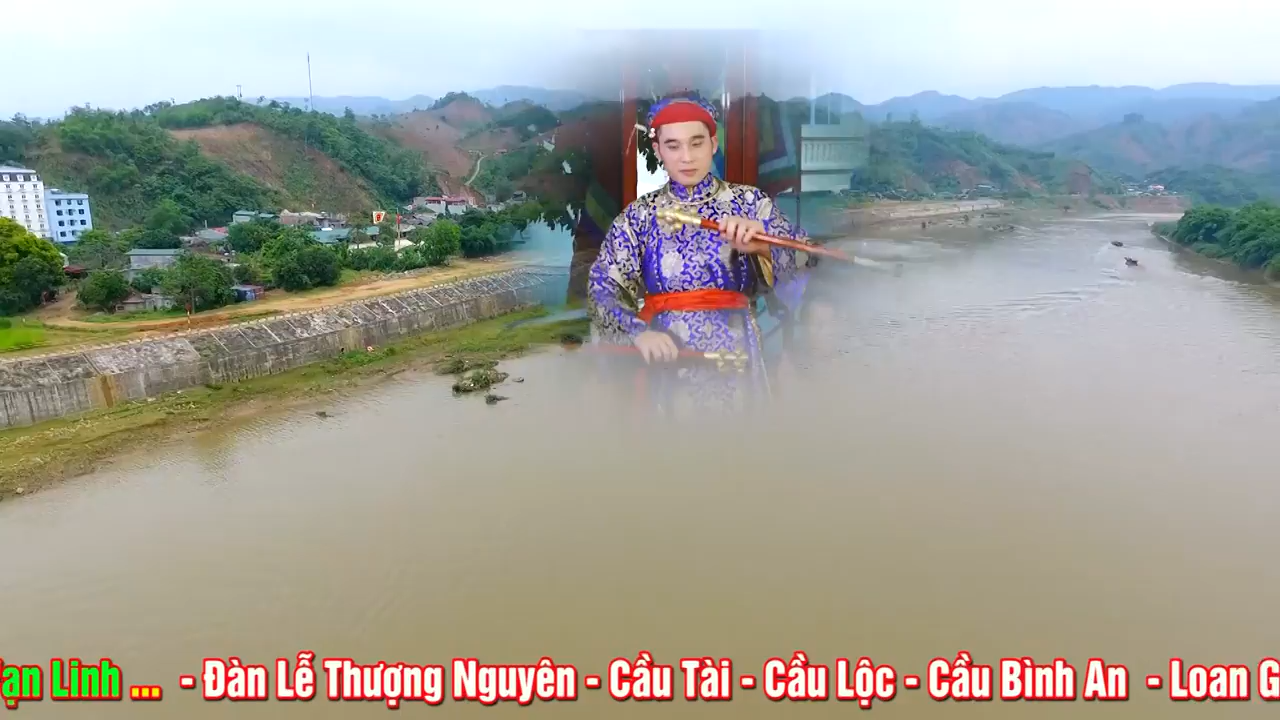 Linh ... - Đàn Lễ Thượng Nguyên - Cầu Tài - Cầu Lộc - Cầu Bình An - Loan